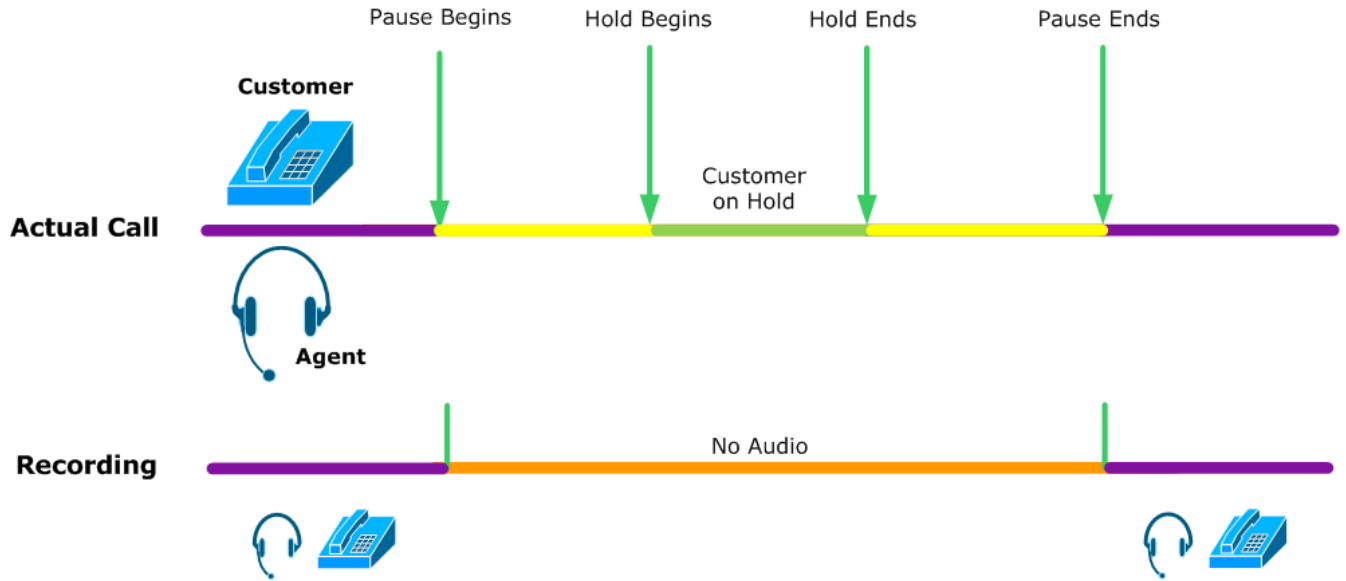 Pause Begins
Hold Begins
Hold Ends
Pause Ends
Customer
Customer
on Hold
Actual Call
Agent
No Audio
Recording